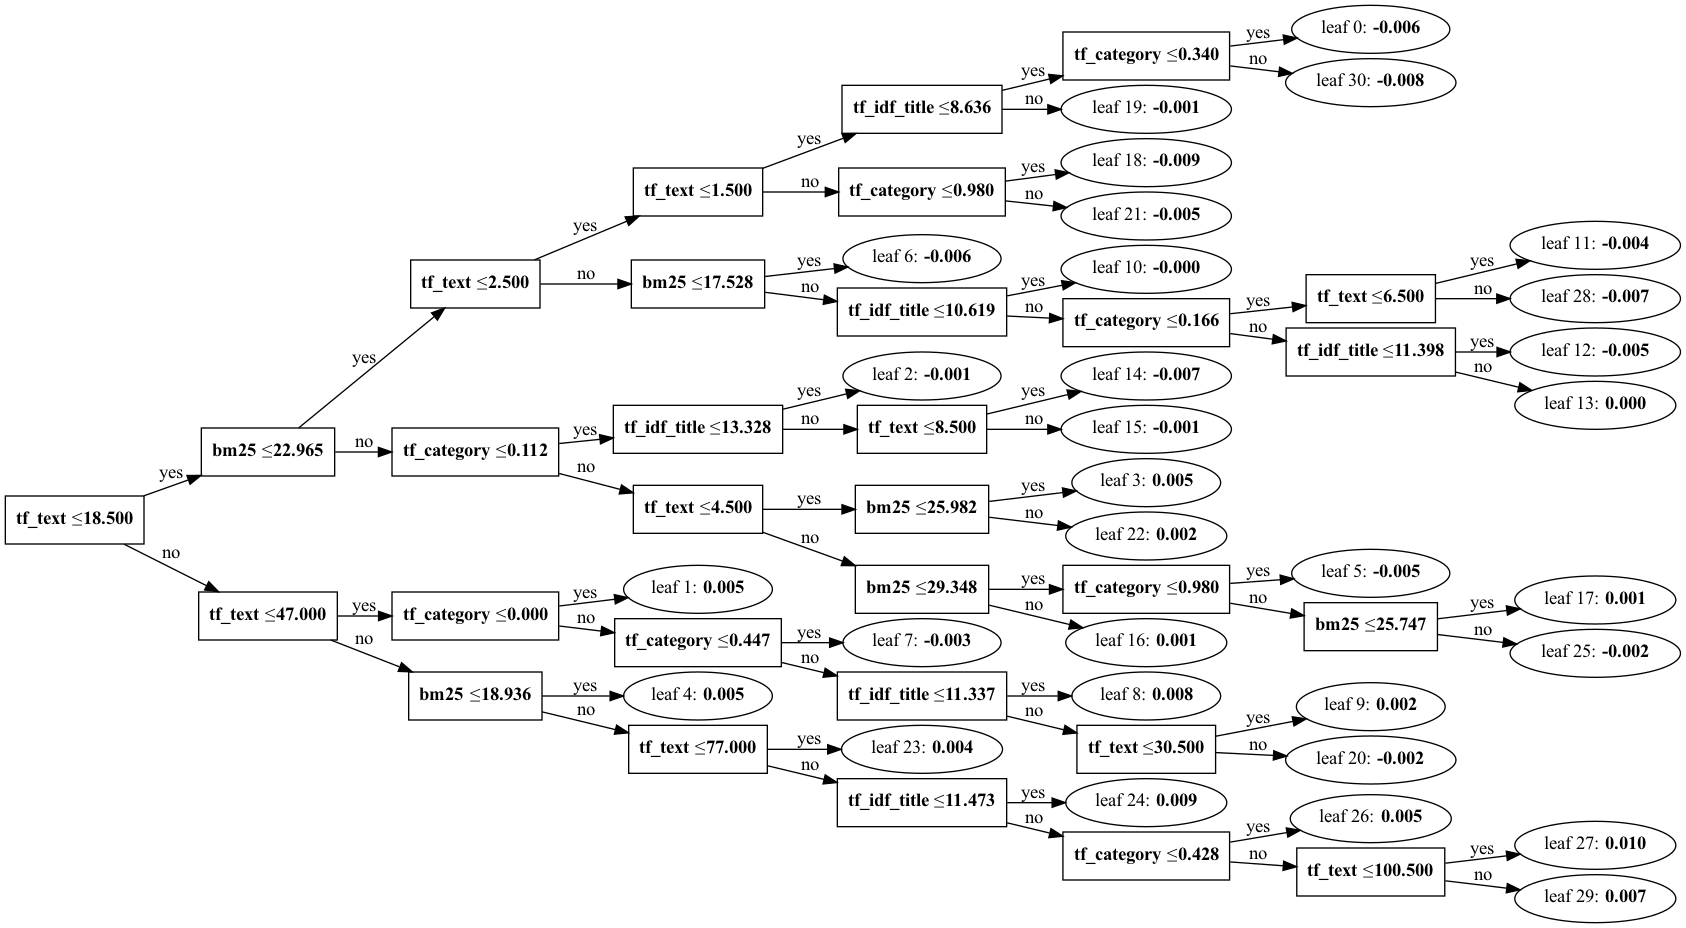 tf_category ≤0.340
yes
leaf 0: -0.006
no
leaf 30: -0.008
tf_idf_title ≤8.636
yes
no
leaf 19: -0.001
tf_text ≤1.500
yes
no
tf_category ≤0.980
yes
leaf 18: -0.009
no
leaf 21: -0.005
tf_text ≤2.500
yes
no
bm25 ≤17.528
yes
leaf 6: -0.006
no
tf_idf_title ≤10.619
yes
leaf 10: -0.000
no
tf_category ≤0.166
yes
tf_text ≤6.500
yes
leaf 11: -0.004
no
leaf 28: -0.007
no
tf_idf_title ≤11.398
yes
leaf 12: -0.005
no
leaf 13: 0.000
bm25 ≤22.965
yes
no
tf_category ≤0.112
yes
tf_idf_title ≤13.328
yes
leaf 2: -0.001
no
tf_text ≤8.500
yes
leaf 14: -0.007
no
leaf 15: -0.001
no
tf_text ≤4.500
yes
bm25 ≤25.982
yes
leaf 3: 0.005
no
leaf 22: 0.002
no
bm25 ≤29.348
yes
tf_category ≤0.980
yes
leaf 5: -0.005
no
bm25 ≤25.747
yes
leaf 17: 0.001
no
leaf 25: -0.002
no
leaf 16: 0.001
tf_text ≤18.500
yes
no
tf_text ≤47.000
yes
tf_category ≤0.000
yes
leaf 1: 0.005
no
tf_category ≤0.447
yes
leaf 7: -0.003
no
tf_idf_title ≤11.337
yes
leaf 8: 0.008
no
tf_text ≤30.500
yes
leaf 9: 0.002
no
leaf 20: -0.002
no
bm25 ≤18.936
yes
leaf 4: 0.005
no
tf_text ≤77.000
yes
leaf 23: 0.004
no
tf_idf_title ≤11.473
yes
leaf 24: 0.009
no
tf_category ≤0.428
yes
leaf 26: 0.005
no
tf_text ≤100.500
yes
leaf 27: 0.010
no
leaf 29: 0.007